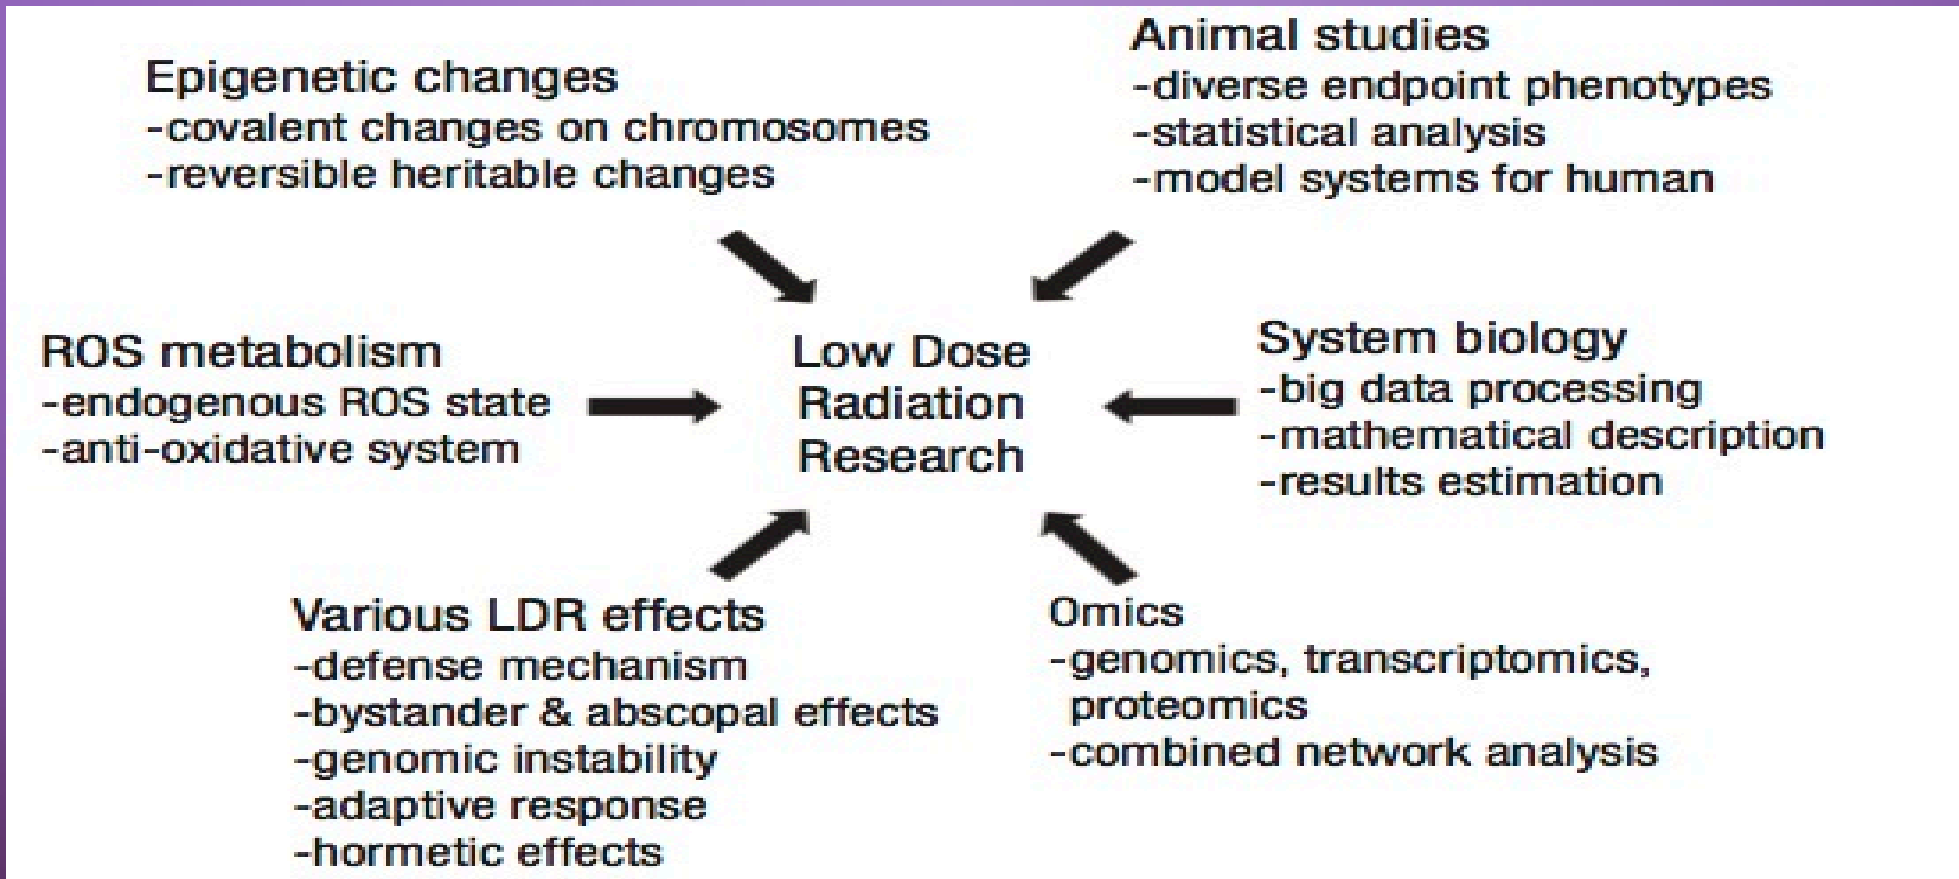 Epigenetic changes
-covalent changes on chromosomes
-reversible heritable changes
Animal studies
-diverse endpoint phenotypes
-statistical analysis
-model systems for human
ROS metabolism
-endogenous ROS state
-anti-oxidative system
Low Dose
Radiation
Research
System biology
-big data processing
-mathematical description
-results estimation
Various LDR effects
-defense mechanism
-bystander & abscopal effects
-genomic instability
-adaptive response
-hormetic effects
Omics
-genomics, transcriptomics,
proteomics
-combined network analysis